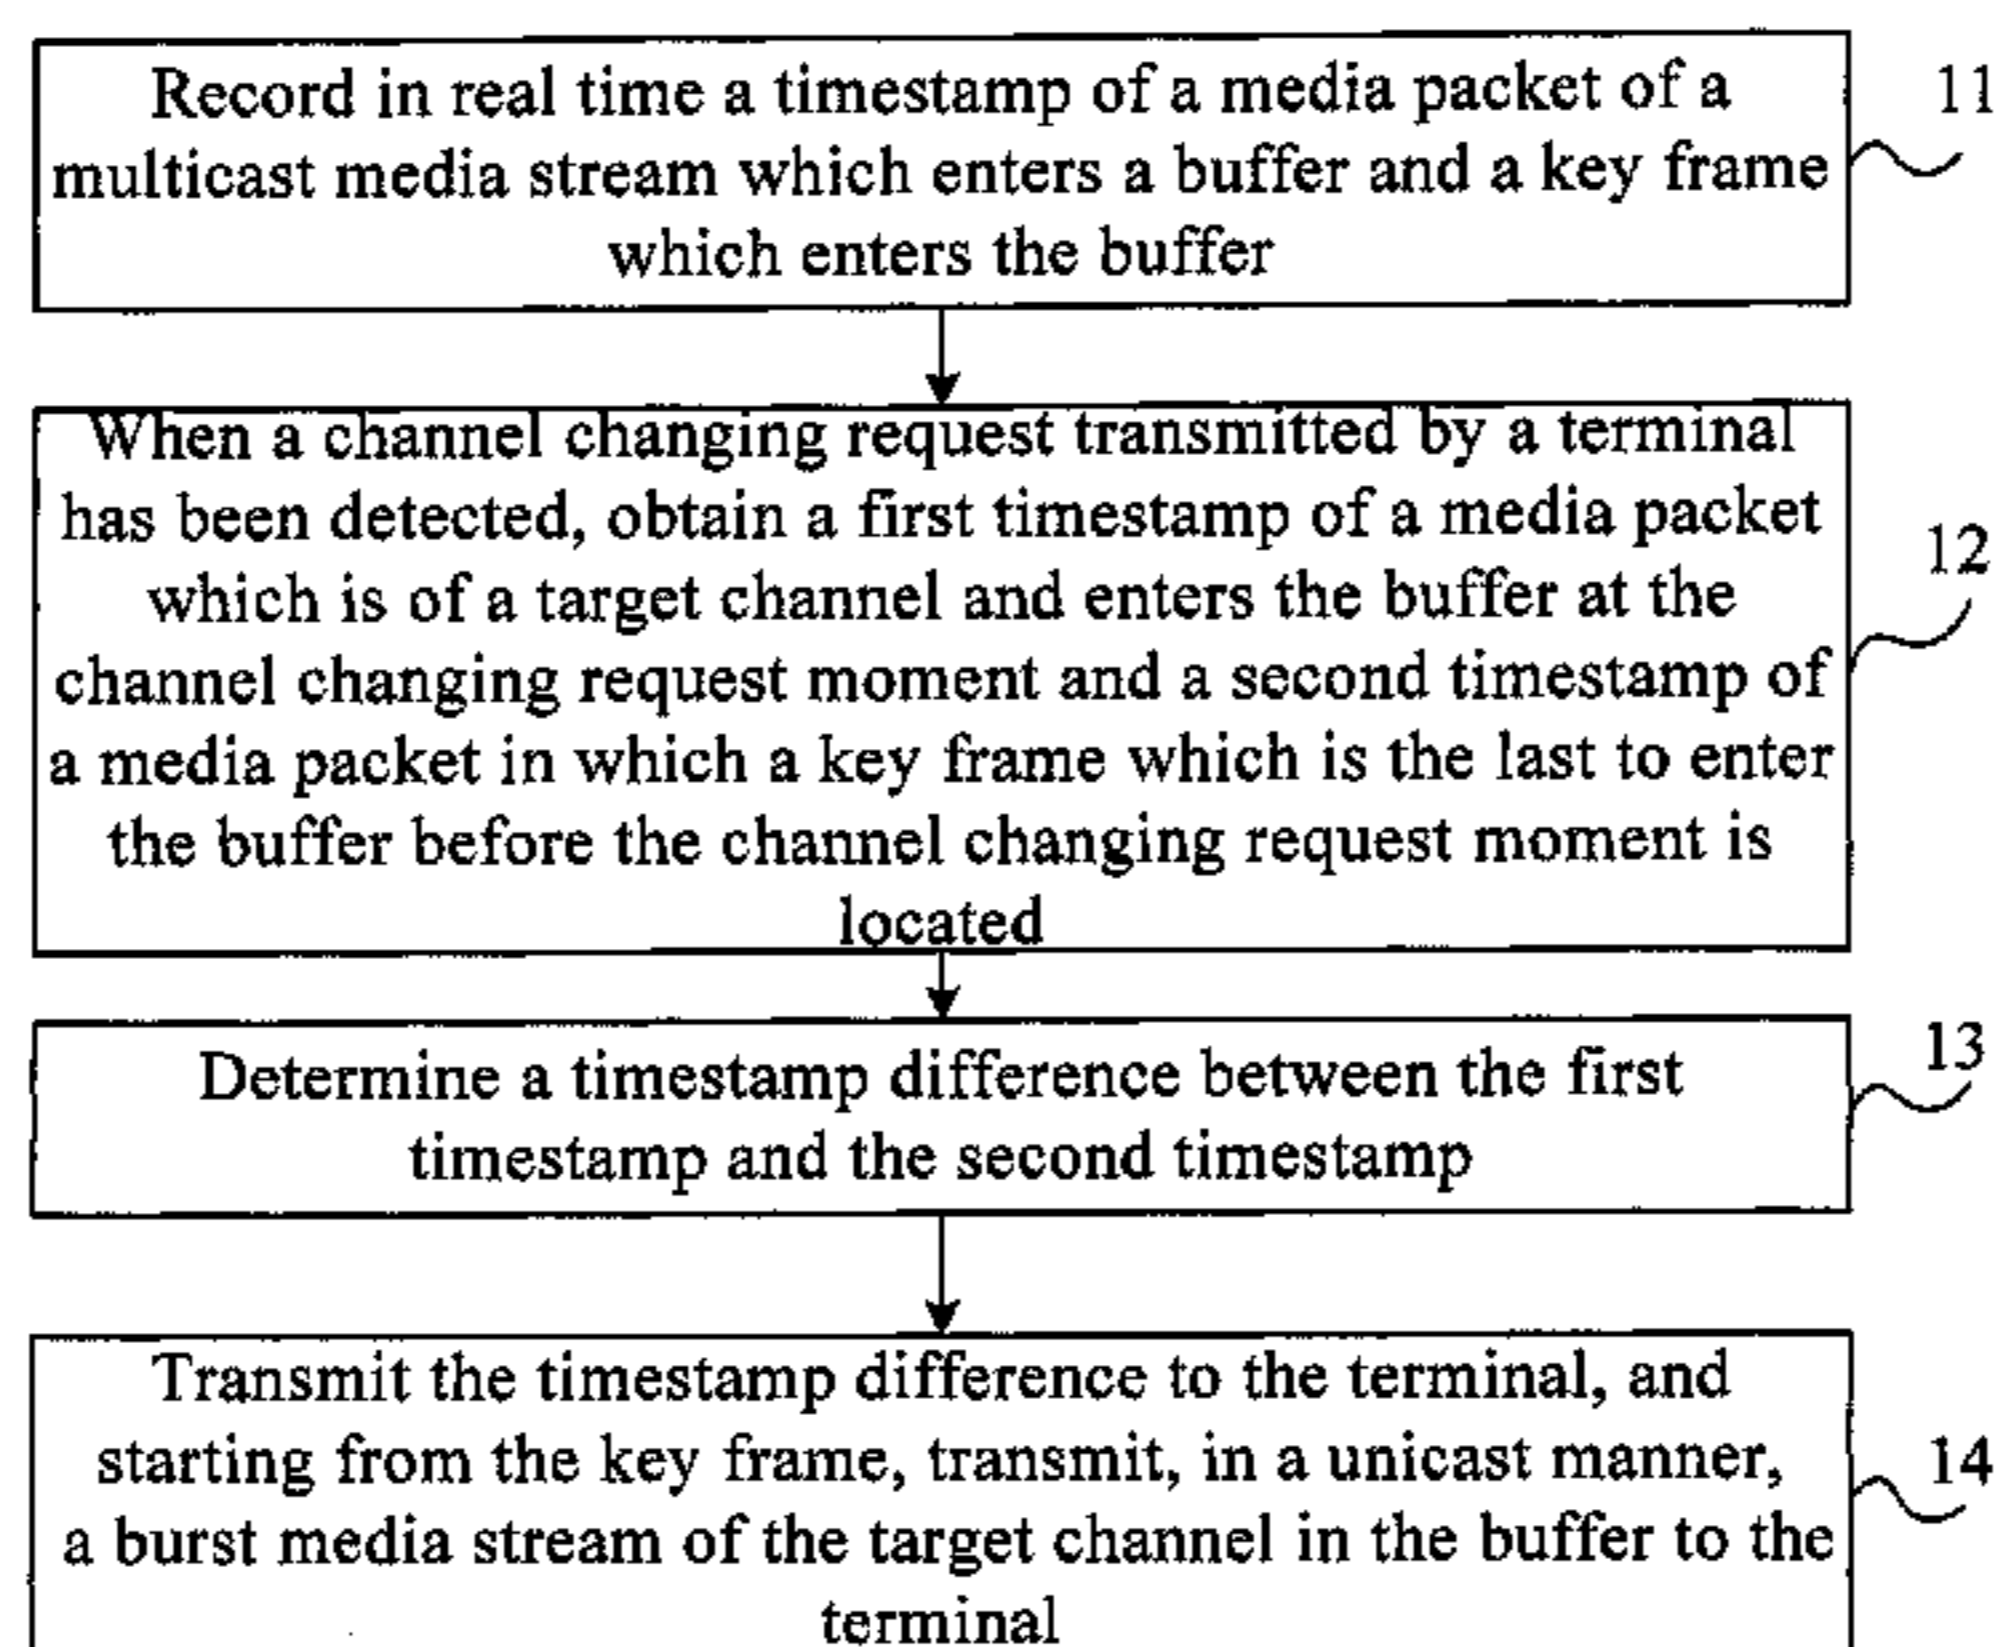 Record in real time a timestamp of a media packet of a
multicast media stream which enters a buffer and a key frame
which enters the buffer
11
When a channel changing request transmitted by a terminal
has been detected, obtain a first timestamp of a media packet
which is of a target channel and enters the buffer at the
channel changing request moment and a second timestamp of
a media packet in which a key frame which is the last to enter
the buffer before the channel changing request moment is
located
12
Determine a timestamp difference between the first
timestamp and the second timestamp
13
Transmit the timestamp difference to the terminal, and
starting from the key frame, transmit, in a unicast manner,
a burst media stream of the target channel in the buffer to the
terminal
14